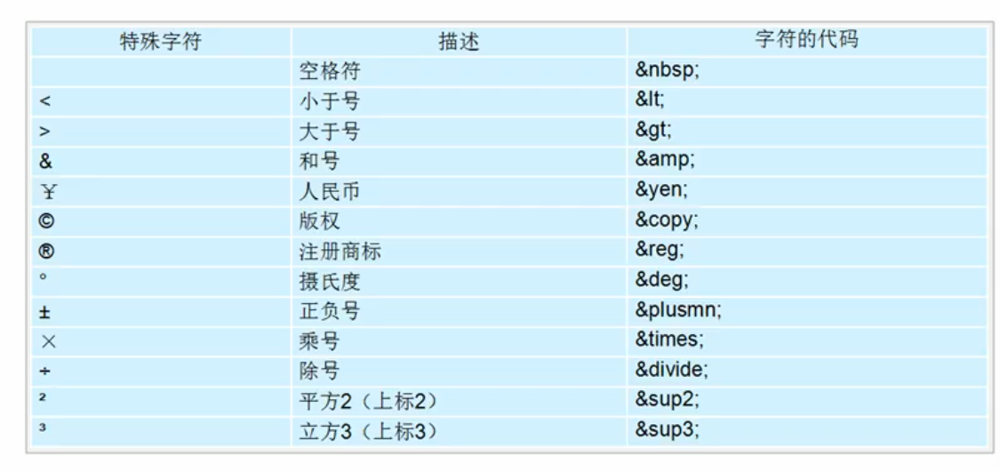 特殊字符 描述 字符的代码
空格符 &nbsp;
< 小于号 &lt;
> 大于号 &gt;
& 和号 &amp;
￥ 人民币 &yen;
© 版权 &copy;
® 注册商标 &reg;
° 摄氏度 &deg;
± 正负号 &plusmn;
× 乘号 &times;
÷ 除号 &divide;
² 平方2（上标2） &sup2;
³ 立方3（上标3） &sup3;